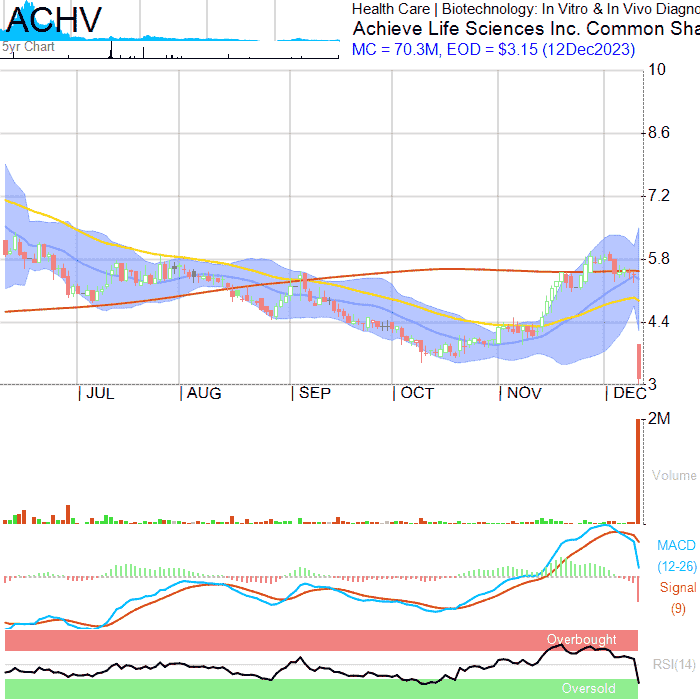 ACHV
5yr Chart
Health Care | Biotechnology: In Vitro & In Vivo Diagno
Achieve Life Sciences Inc. Common Sha
MC = 70.3M, EOD = $3.15 (12Dec2023)
10
8.6
7.2
5.8
4.4
3
JUL AUG SEP OCT NOV DEC
2M
Volume
MACD
(12-26)
Signal
(9)
Overbought
RSI(14)
Oversold